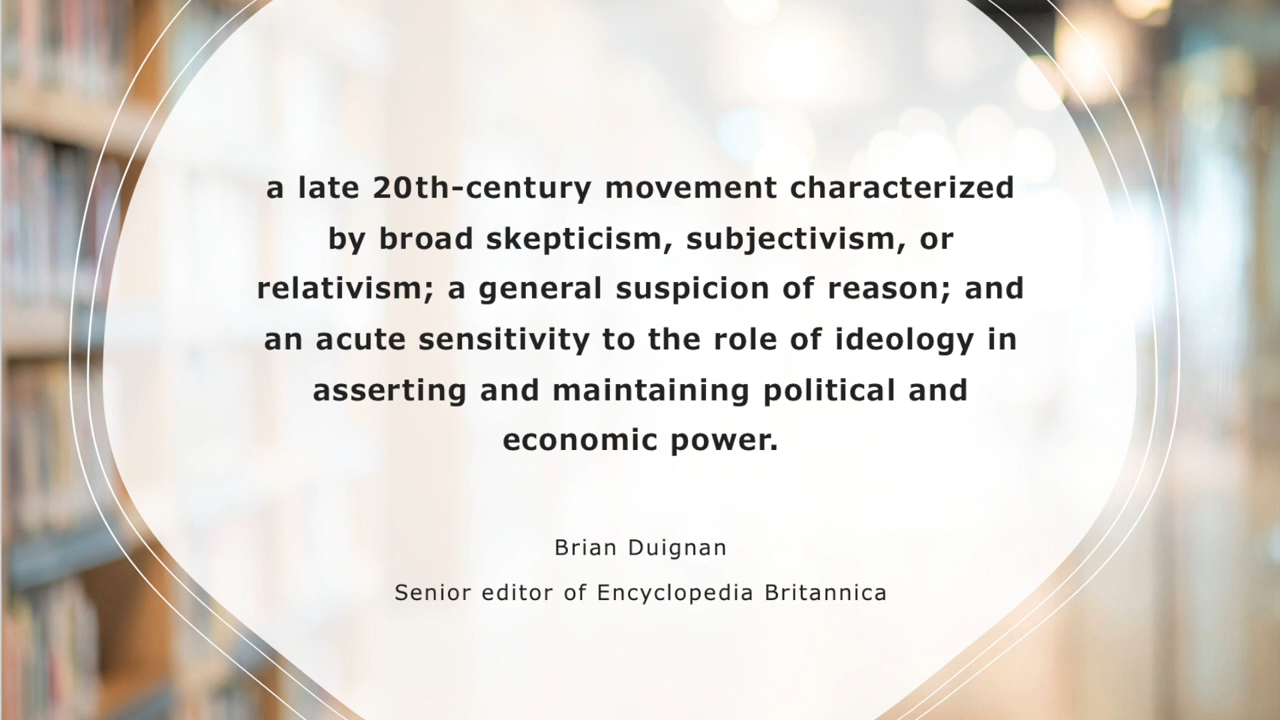 a late 20th-century movement characterized
by broad skepticism, subjectivism, or
relativism; a general suspicion of reason; and
an acute sensitivity to the role of ideology in
asserting and maintaining political and
economic power.
Brian Duignan
Senior editor of Encyclopedia Britannica